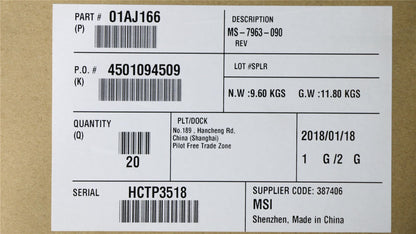 PART # 01AJ166
(P)
DESCRIPTION
MS-7963-090
REV
P.O. # 4501094509
(K)
LOT #SPLR
N.W :9.60 KGS G.W :11.80 KGS
QUANTITY
(Q)
20
PLT/DOCK
No.189 . Hancheng Rd,
China (Shanghai)
Pilot Free Trade Zone
2018/01/18
1 G /2 G
SERIAL HCTP3518
SUPPLIER CODE: 387406
MSI
Shenzhen, Made in China